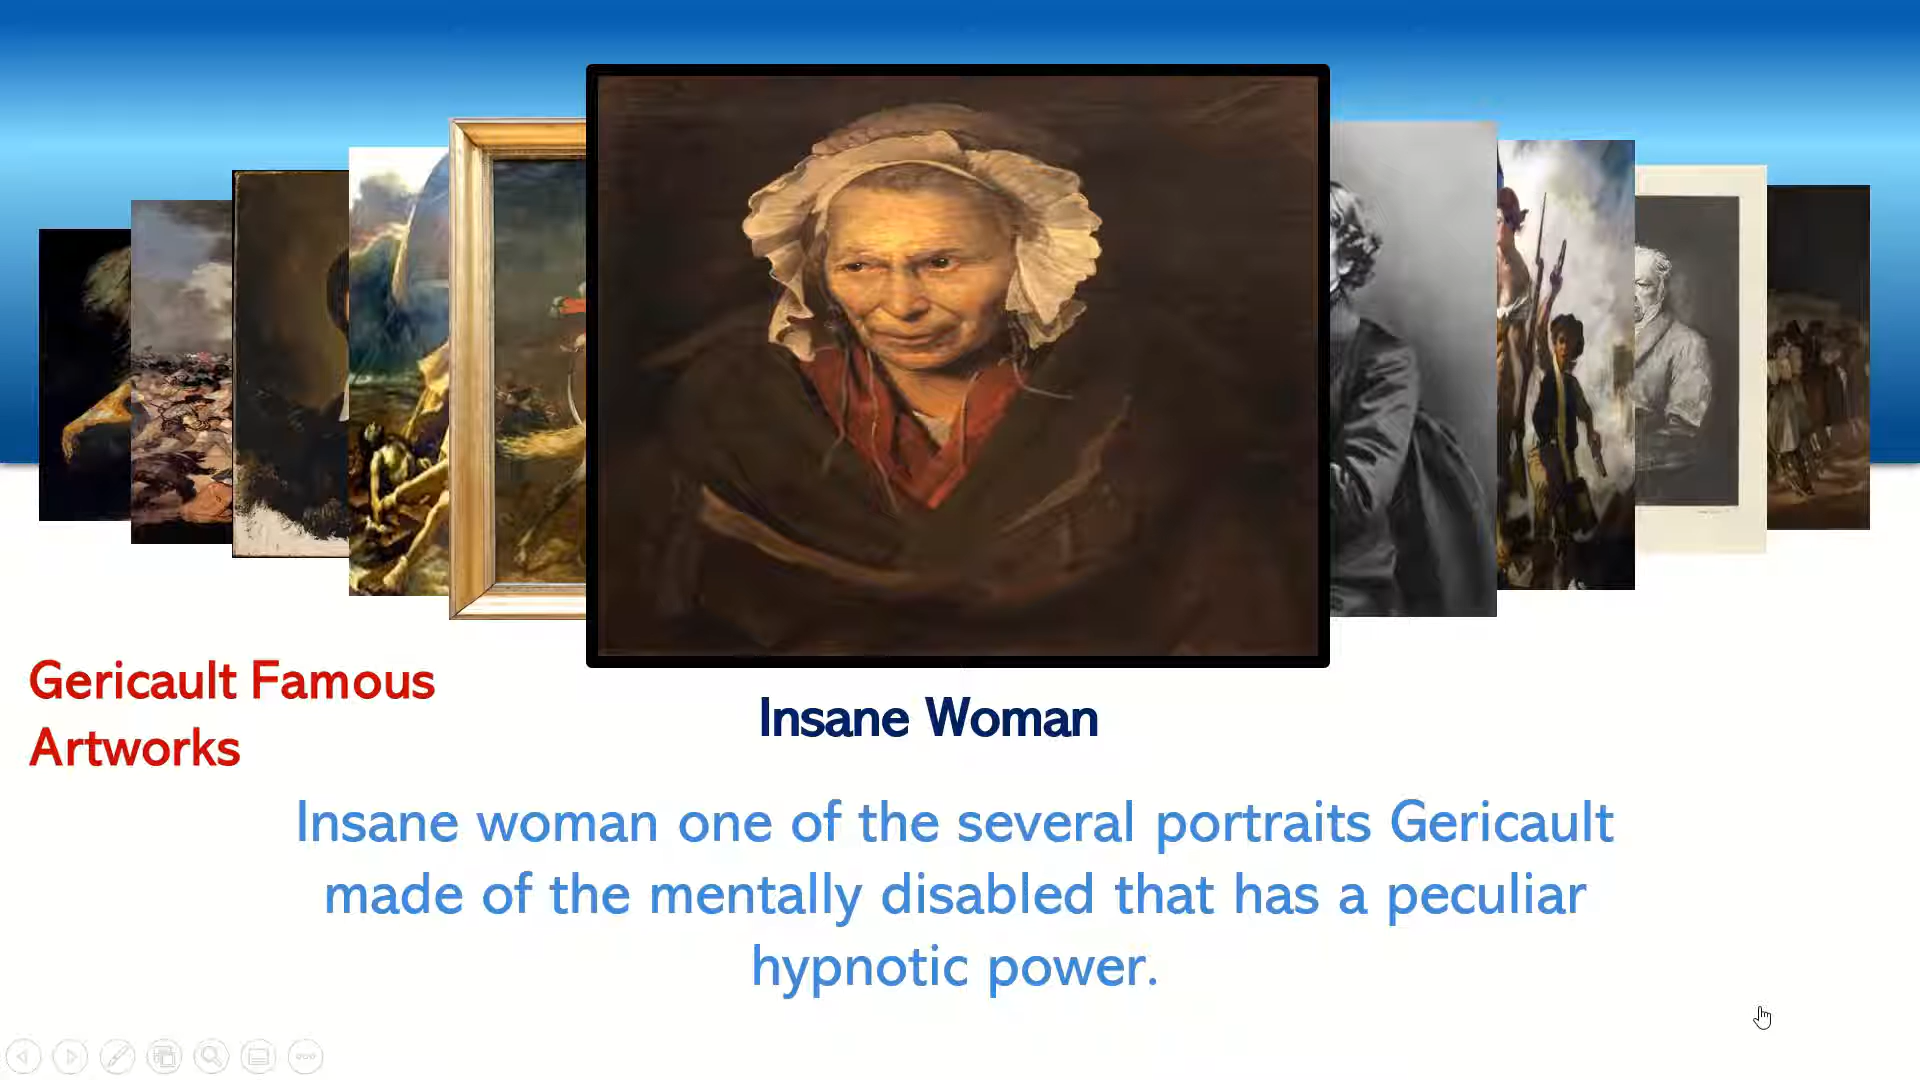 Gericault Famous
Artworks
Insane Woman
Insane woman one of the several portraits Gericault
made of the mentally disabled that has a peculiar
hypnotic power.